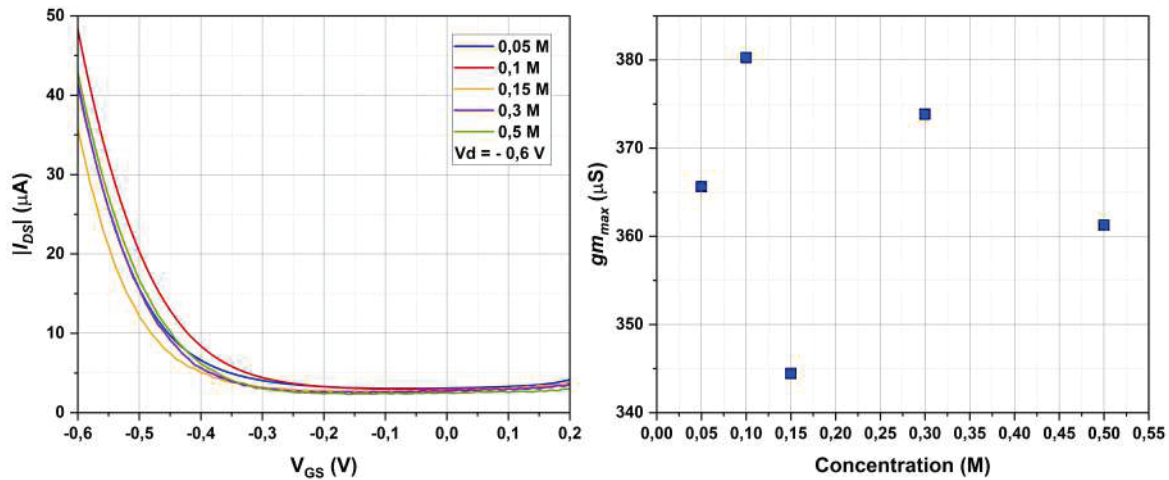 50
40
30
20
10
0
|I_DS| (µA)
-0,6 -0,5 -0,4 -0,3 -0,2 -0,1 0,0 0,1 0,2
V_GS (V)
0,05 M
0,1 M
0,15 M
0,3 M
0,5 M
Vd = - 0,6 V
380
370
360
350
340
gm_max (µS)
0,00 0,05 0,10 0,15 0,20 0,25 0,30 0,35 0,40 0,45 0,50 0,55
Concentration (M)